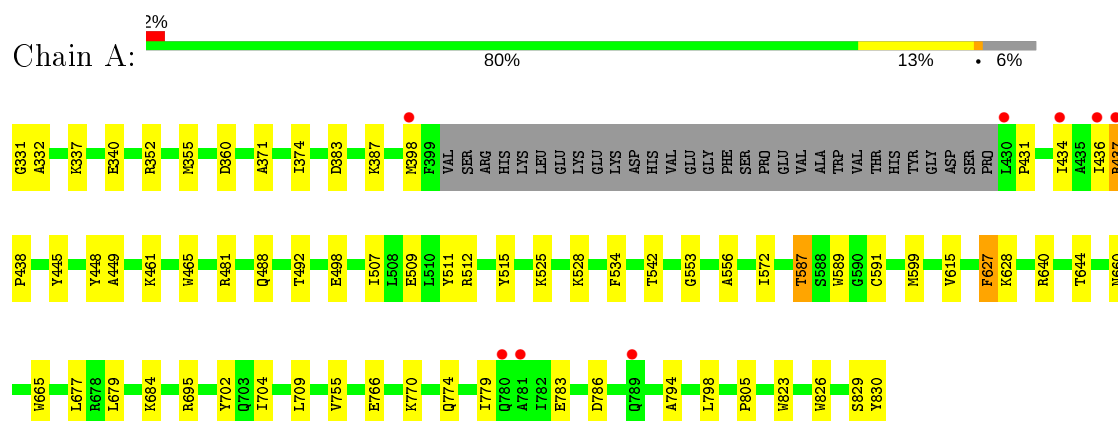 2%
Chain A:
80% 13% • 6%
G331 A332 K337 E340 R352 M355 D360 A371 I374 D383 K387 M398 F399 VAL SER ARG HIS LYS LEU GLU LYS GLU LYS ASP HIS VAL GLU GLY PHE SER PRO GLU VAL ALA TRP VAL THR HIS TYR GLY ASP SER PRO L430 P431 I434 A435 I436 R437
P438 Y445 Y448 A449 K461 W465 R481 Q488 T492 E498 I507 L508 E509 L510 Y511 R512 Y515 K525 K528 F534 T542 G553 A556 I572 T587 S588 W589 G590 C591 M599 V615 F627 K628 R640 T644 N660
W665 L677 R678 L679 K684 R695 Y702 Q703 I704 L709 V755 E766 K770 Q774 I779 Q780 A781 I782 E783 D786 Q789 A794 L798 P805 W823 W826 S829 Y830